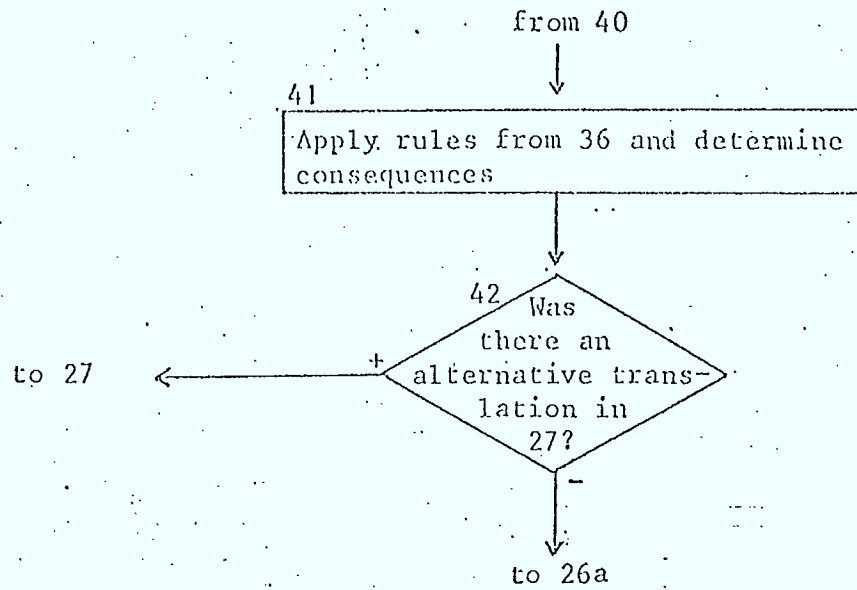 from 40
41
Apply rules from 36 and determine
consequences
42
Was
there an
alternative trans-
lation in
27?
+
to 27
-
to 26a